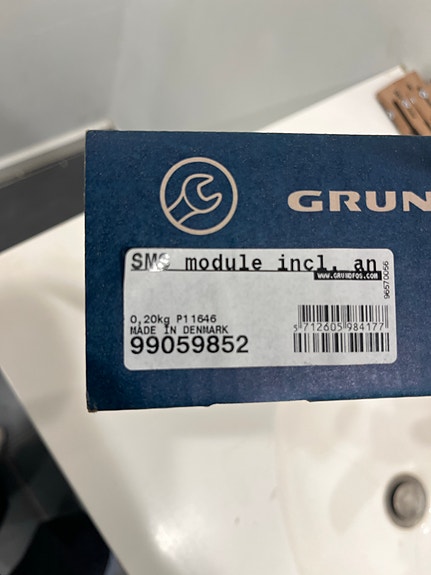 GRUN
SMS module incl. an
WWW.GRUNDFOS.COM
96570056
0,20kg P11646
MADE IN DENMARK
99059852
5 712605 984177